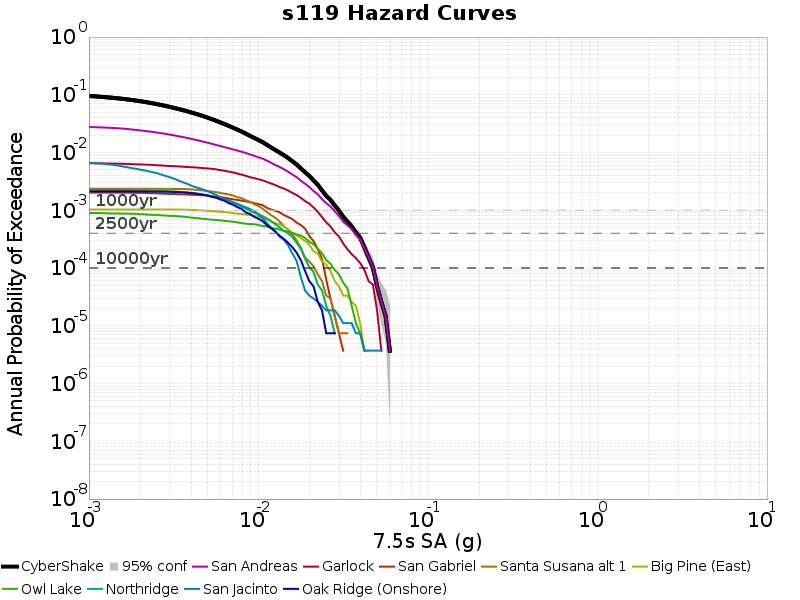 s119 Hazard Curves
Annual Probability of Exceedance
10^0
10^-1
10^-2
10^-3
10^-4
10^-5
10^-6
10^-7
10^-8
1000yr
2500yr
10000yr
10^-3 10^-2 10^-1 10^0 10^1
7.5s SA (g)
CyberShake 95% conf San Andreas Garlock San Gabriel Santa Susana alt 1 Big Pine (East)
Owl Lake Northridge San Jacinto Oak Ridge (Onshore)